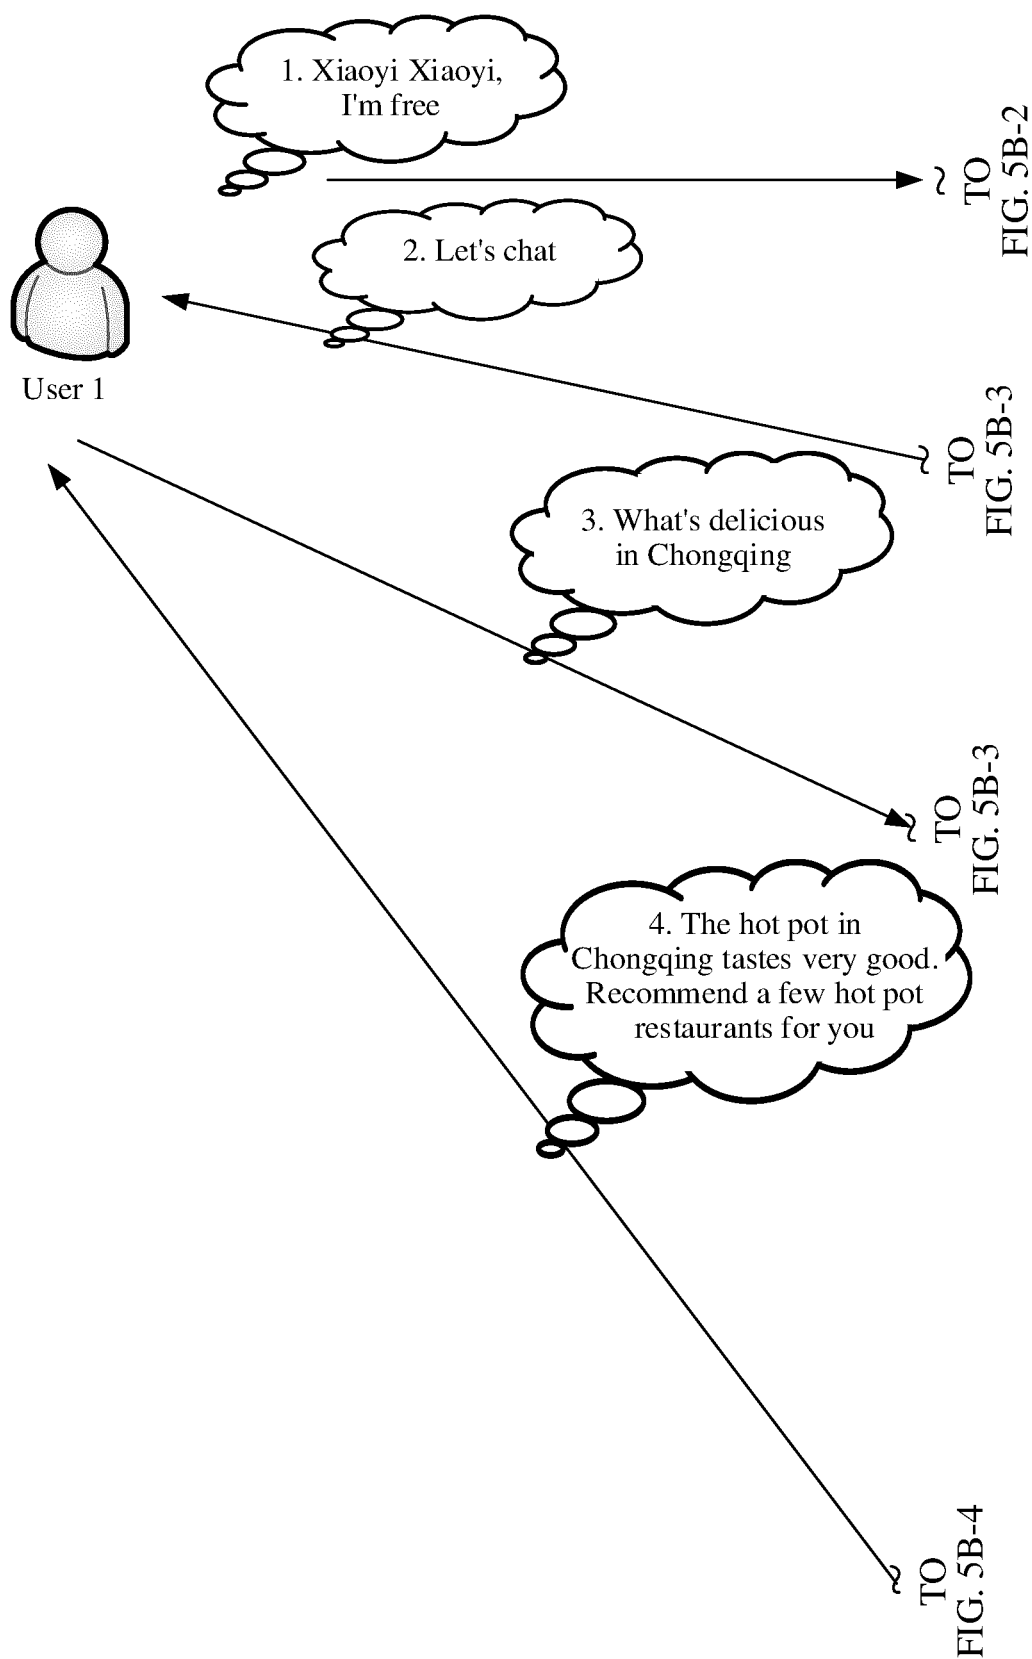 1. Xiaoyi Xiaoyi,
I'm free
TO
FIG. 5B-2
2. Let's chat
User 1
TO
FIG. 5B-3
3. What's delicious
in Chongqing
TO
FIG. 5B-3
4. The hot pot in
Chongqing tastes very good.
Recommend a few hot pot
restaurants for you
TO
FIG. 5B-4